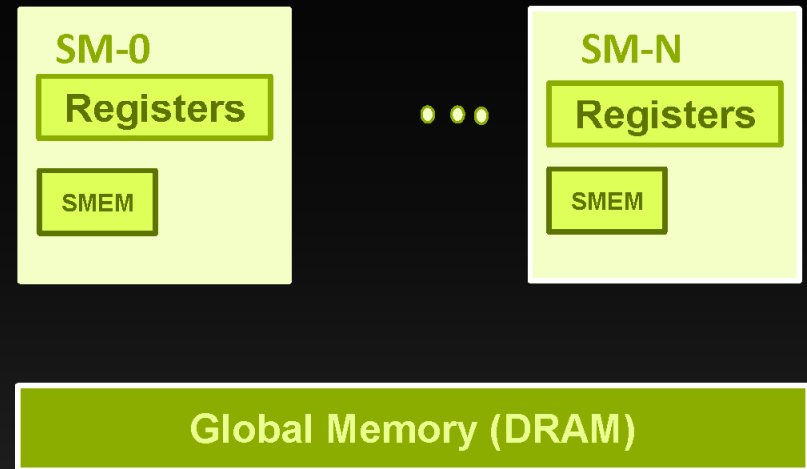 SM-0
Registers
SMEM
SM-N
Registers
SMEM
Global Memory (DRAM)